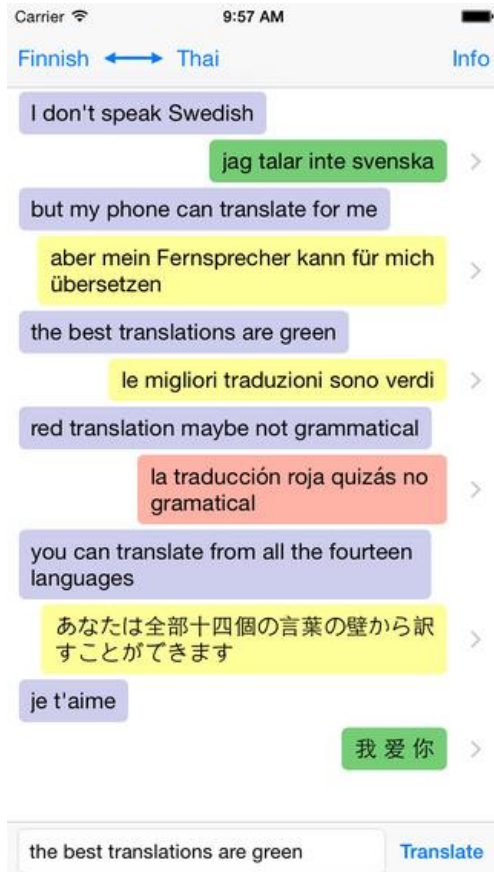 Carrier 9:57 AM
Finnish Thai Info
I don't speak Swedish
jag talar inte svenska
but my phone can translate for me
aber mein Fernsprecher kann für mich
übersetzen
the best translations are green
le migliori traduzioni sono verdi
red translation maybe not grammatical
la traducción roja quizás no
gramatical
you can translate from all the fourteen
languages
あなたは全部十四個の言葉の壁から訳
すことができます
je t'aime
我 爱 你
the best translations are green Translate